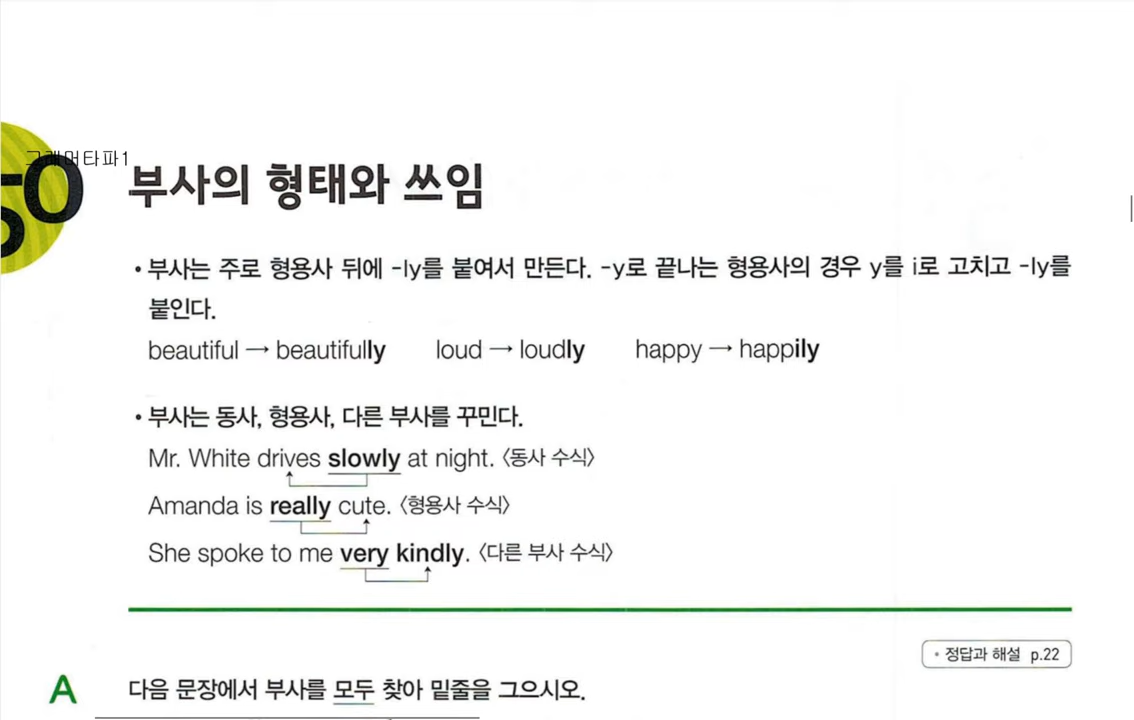 그래머타파1
50
부사의 형태와 쓰임
• 부사는 주로 형용사 뒤에 -ly를 붙여서 만든다. -y로 끝나는 형용사의 경우 y를 i로 고치고 -ly를
붙인다.
beautiful → beautifully loud → loudly happy → happily
• 부사는 동사, 형용사, 다른 부사를 꾸민다.
Mr. White drives slowly at night. 〈동사 수식〉
Amanda is really cute. 〈형용사 수식〉
She spoke to me very kindly. 〈다른 부사 수식〉
• 정답과 해설 p.22
A 다음 문장에서 부사를 모두 찾아 밑줄을 그으시오.